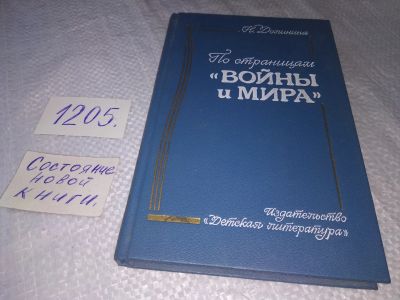 Н. Долинина
По страницам
«ВОЙНЫ
и МИРА»
Издательство
«Детская литература»
1205.
Состояние
новой
книги.